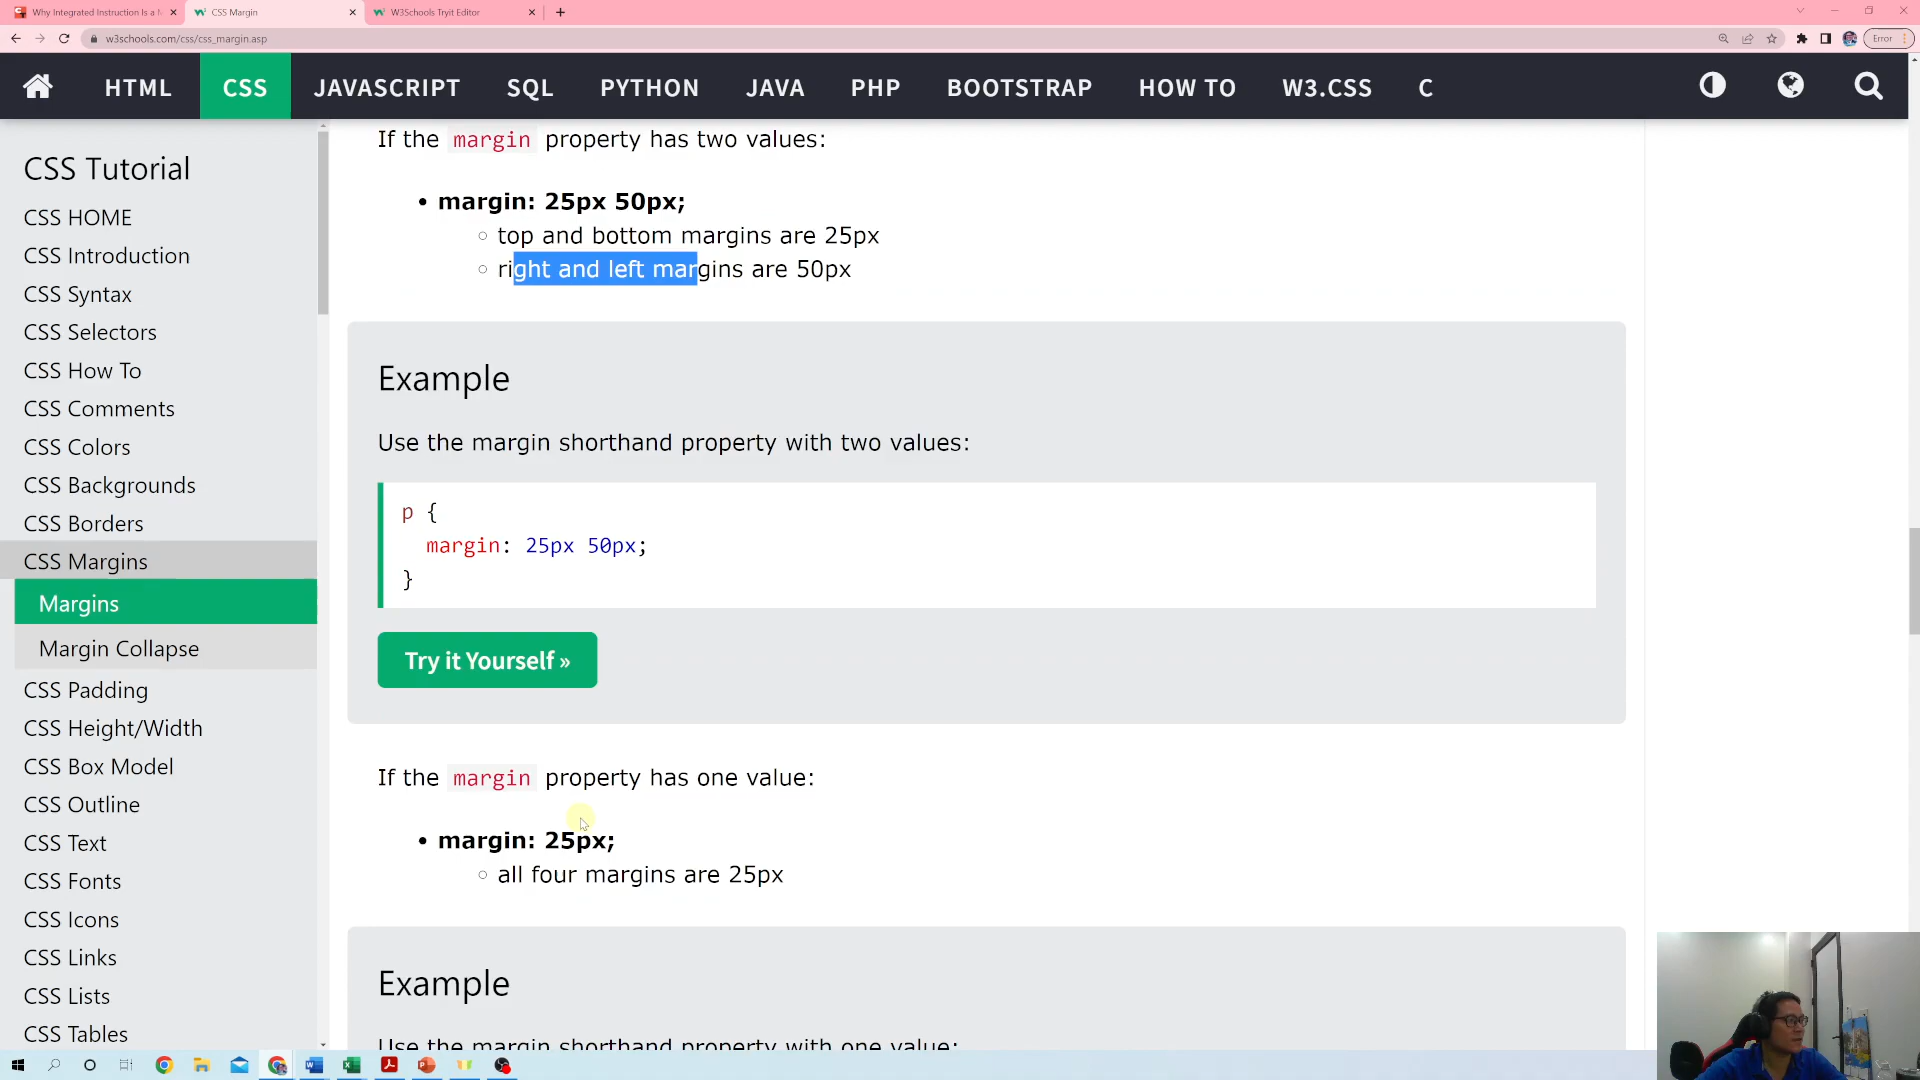 Why Integrated Instruction Is a
CSS Margin
W3Schools Tryit Editor
w3schools.com/css/css_margin.asp
Error
HTML
CSS
JAVASCRIPT
SQL
PYTHON
JAVA
PHP
BOOTSTRAP
HOW TO
W3.CSS
C
CSS Tutorial
CSS HOME
CSS Introduction
CSS Syntax
CSS Selectors
CSS How To
CSS Comments
CSS Colors
CSS Backgrounds
CSS Borders
CSS Margins
Margins
Margin Collapse
CSS Padding
CSS Height/Width
CSS Box Model
CSS Outline
CSS Text
CSS Fonts
CSS Icons
CSS Links
CSS Lists
CSS Tables
If the margin property has two values:
• margin: 25px 50px;
○ top and bottom margins are 25px
○ right and left margins are 50px
Example
Use the margin shorthand property with two values:
p {
margin: 25px 50px;
}
Try it Yourself »
If the margin property has one value:
• margin: 25px;
○ all four margins are 25px
Example
Use the margin shorthand property with one value: